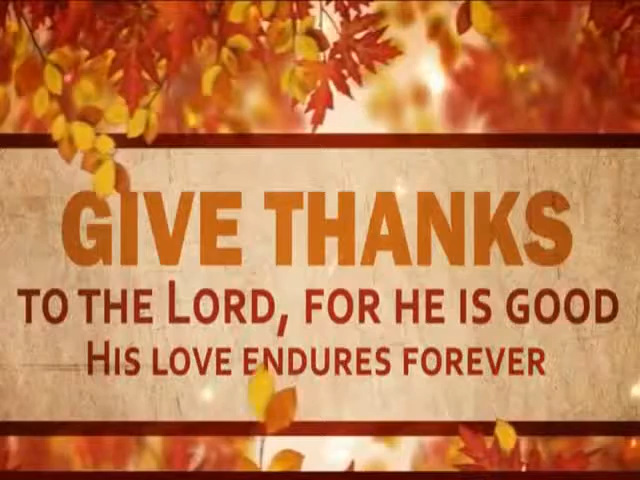 GIVE THANKS
TO THE LORD, FOR HE IS GOOD
HIS LOVE ENDURES FOREVER